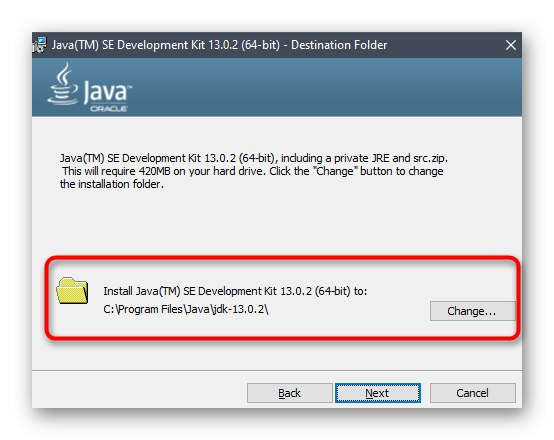 Java(TM) SE Development Kit 13.0.2 (64-bit) - Destination Folder
Java™
ORACLE
Java(TM) SE Development Kit 13.0.2 (64-bit), including a private JRE and src.zip.
This will require 420MB on your hard drive. Click the "Change" button to change
the installation folder.
Install Java(TM) SE Development Kit 13.0.2 (64-bit) to:
C:\Program Files\Java\jdk-13.0.2\
Change...
Back Next Cancel